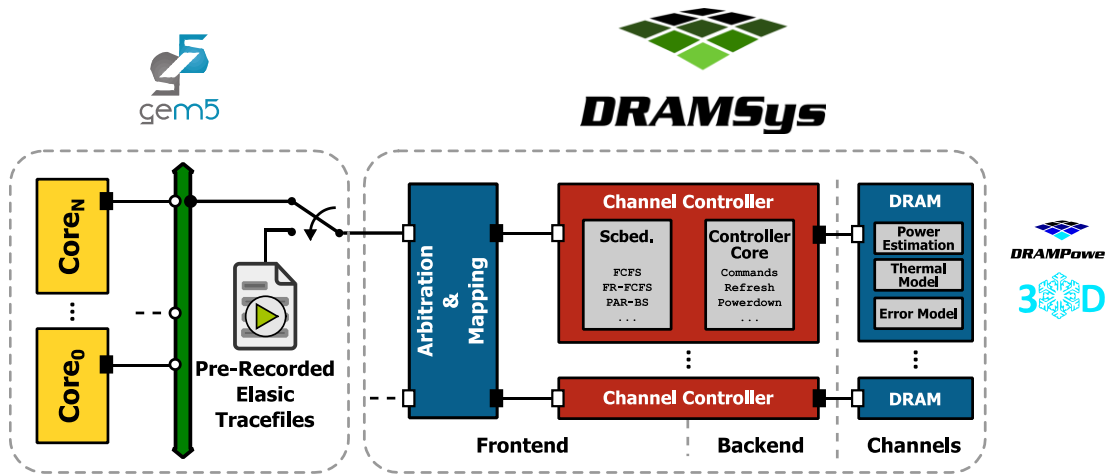 gem5
DRAMSys
Core_N
...
Core_0
Pre-Recorded
Elasic
Tracefiles
Arbitration
&
Mapping
Channel Controller
Scbed.
FCFS
FR-FCFS
PAR-BS
...
Controller
Core
Commands
Refresh
Powerdown
...
DRAM
Power
Estimation
Thermal
Model
Error Model
...
...
Channel Controller
DRAM
Frontend
Backend
Channels
DRAMPowe
3 D